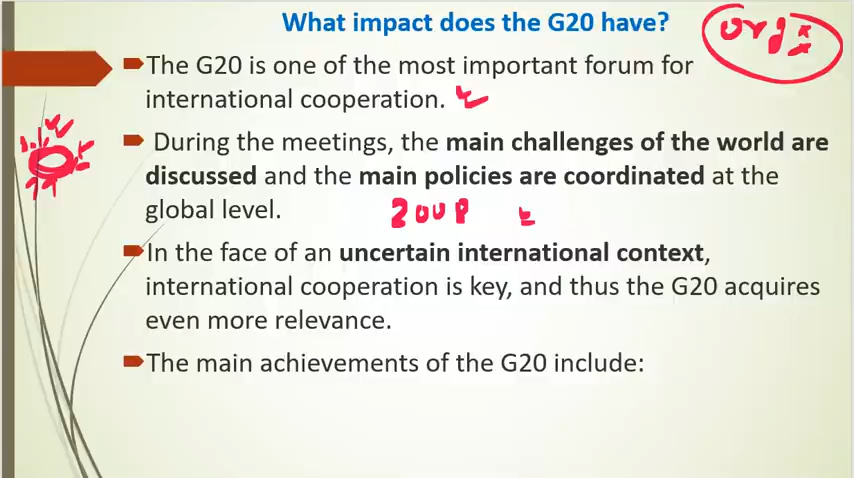 What impact does the G20 have?
The G20 is one of the most important forum for
international cooperation.
During the meetings, the main challenges of the world are
discussed and the main policies are coordinated at the
global level.
In the face of an uncertain international context,
international cooperation is key, and thus the G20 acquires
even more relevance.
The main achievements of the G20 include: